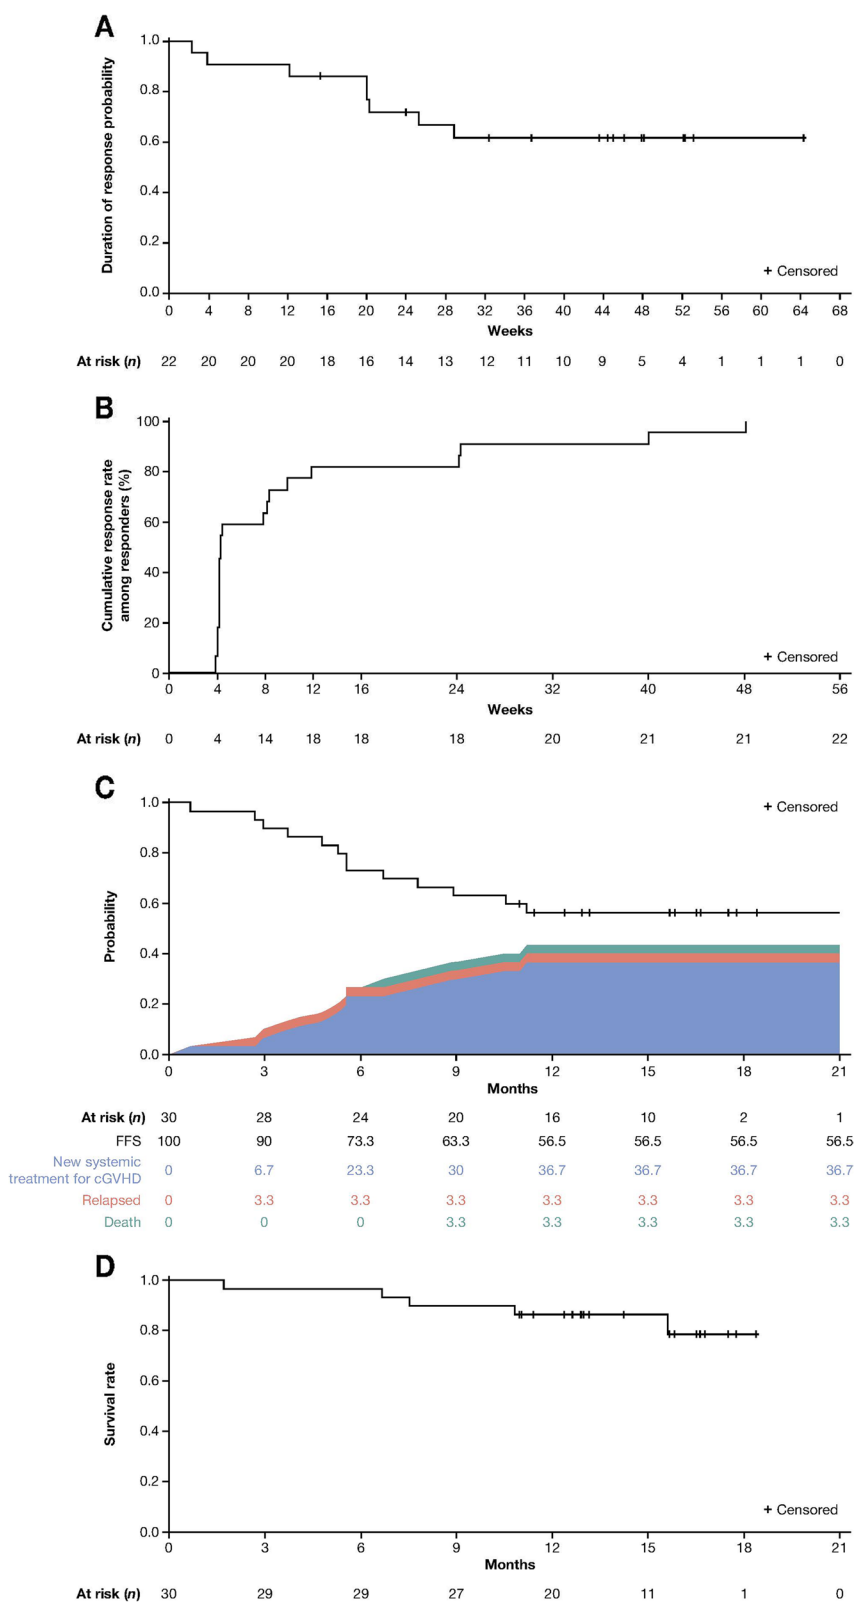 A
Duration of response probability
1.0
0.8
0.6
0.4
0.2
0.0
+ Censored
0 4 8 12 16 20 24 28 32 36 40 44 48 52 56 60 64 68
Weeks
At risk (n) 22 20 20 20 18 16 14 13 12 11 10 9 5 4 1 1 1 0
B
Cumulative response rate
among responders (%)
100
80
60
40
20
0
+ Censored
0 4 8 12 16 24 32 40 48 56
Weeks
At risk (n) 0 4 14 18 18 18 20 21 21 22
C
Probability
1.0
0.8
0.6
0.4
0.2
0.0
+ Censored
0 3 6 9 12 15 18 21
Months
At risk (n) 30 28 24 20 16 10 2 1
FFS 100 90 73.3 63.3 56.5 56.5 56.5 56.5
New systemic
treatment for cGVHD 0 6.7 23.3 30 36.7 36.7 36.7 36.7
Relapsed 0 3.3 3.3 3.3 3.3 3.3 3.3 3.3
Death 0 0 0 3.3 3.3 3.3 3.3 3.3
D
Survival rate
1.0
0.8
0.6
0.4
0.2
0.0
+ Censored
0 3 6 9 12 15 18 21
Months
At risk (n) 30 29 29 27 20 11 1 0